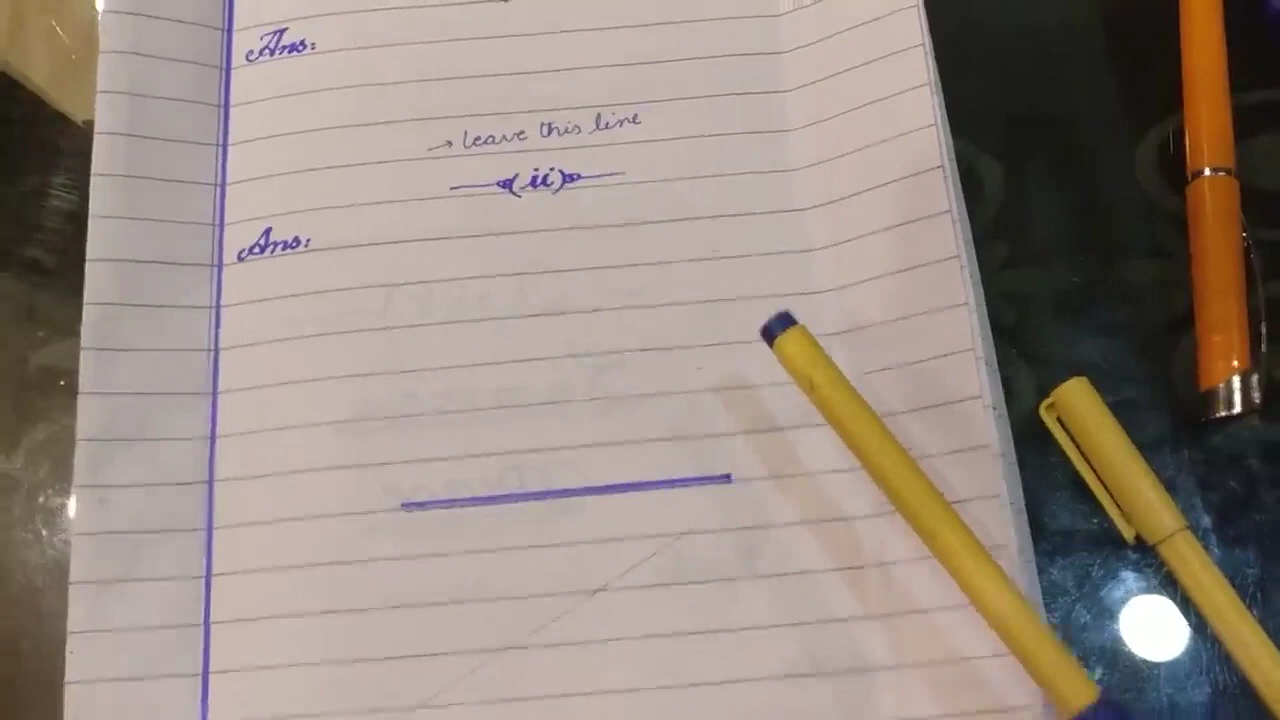 Ans:
→ leave this line
(ii)
Ans: